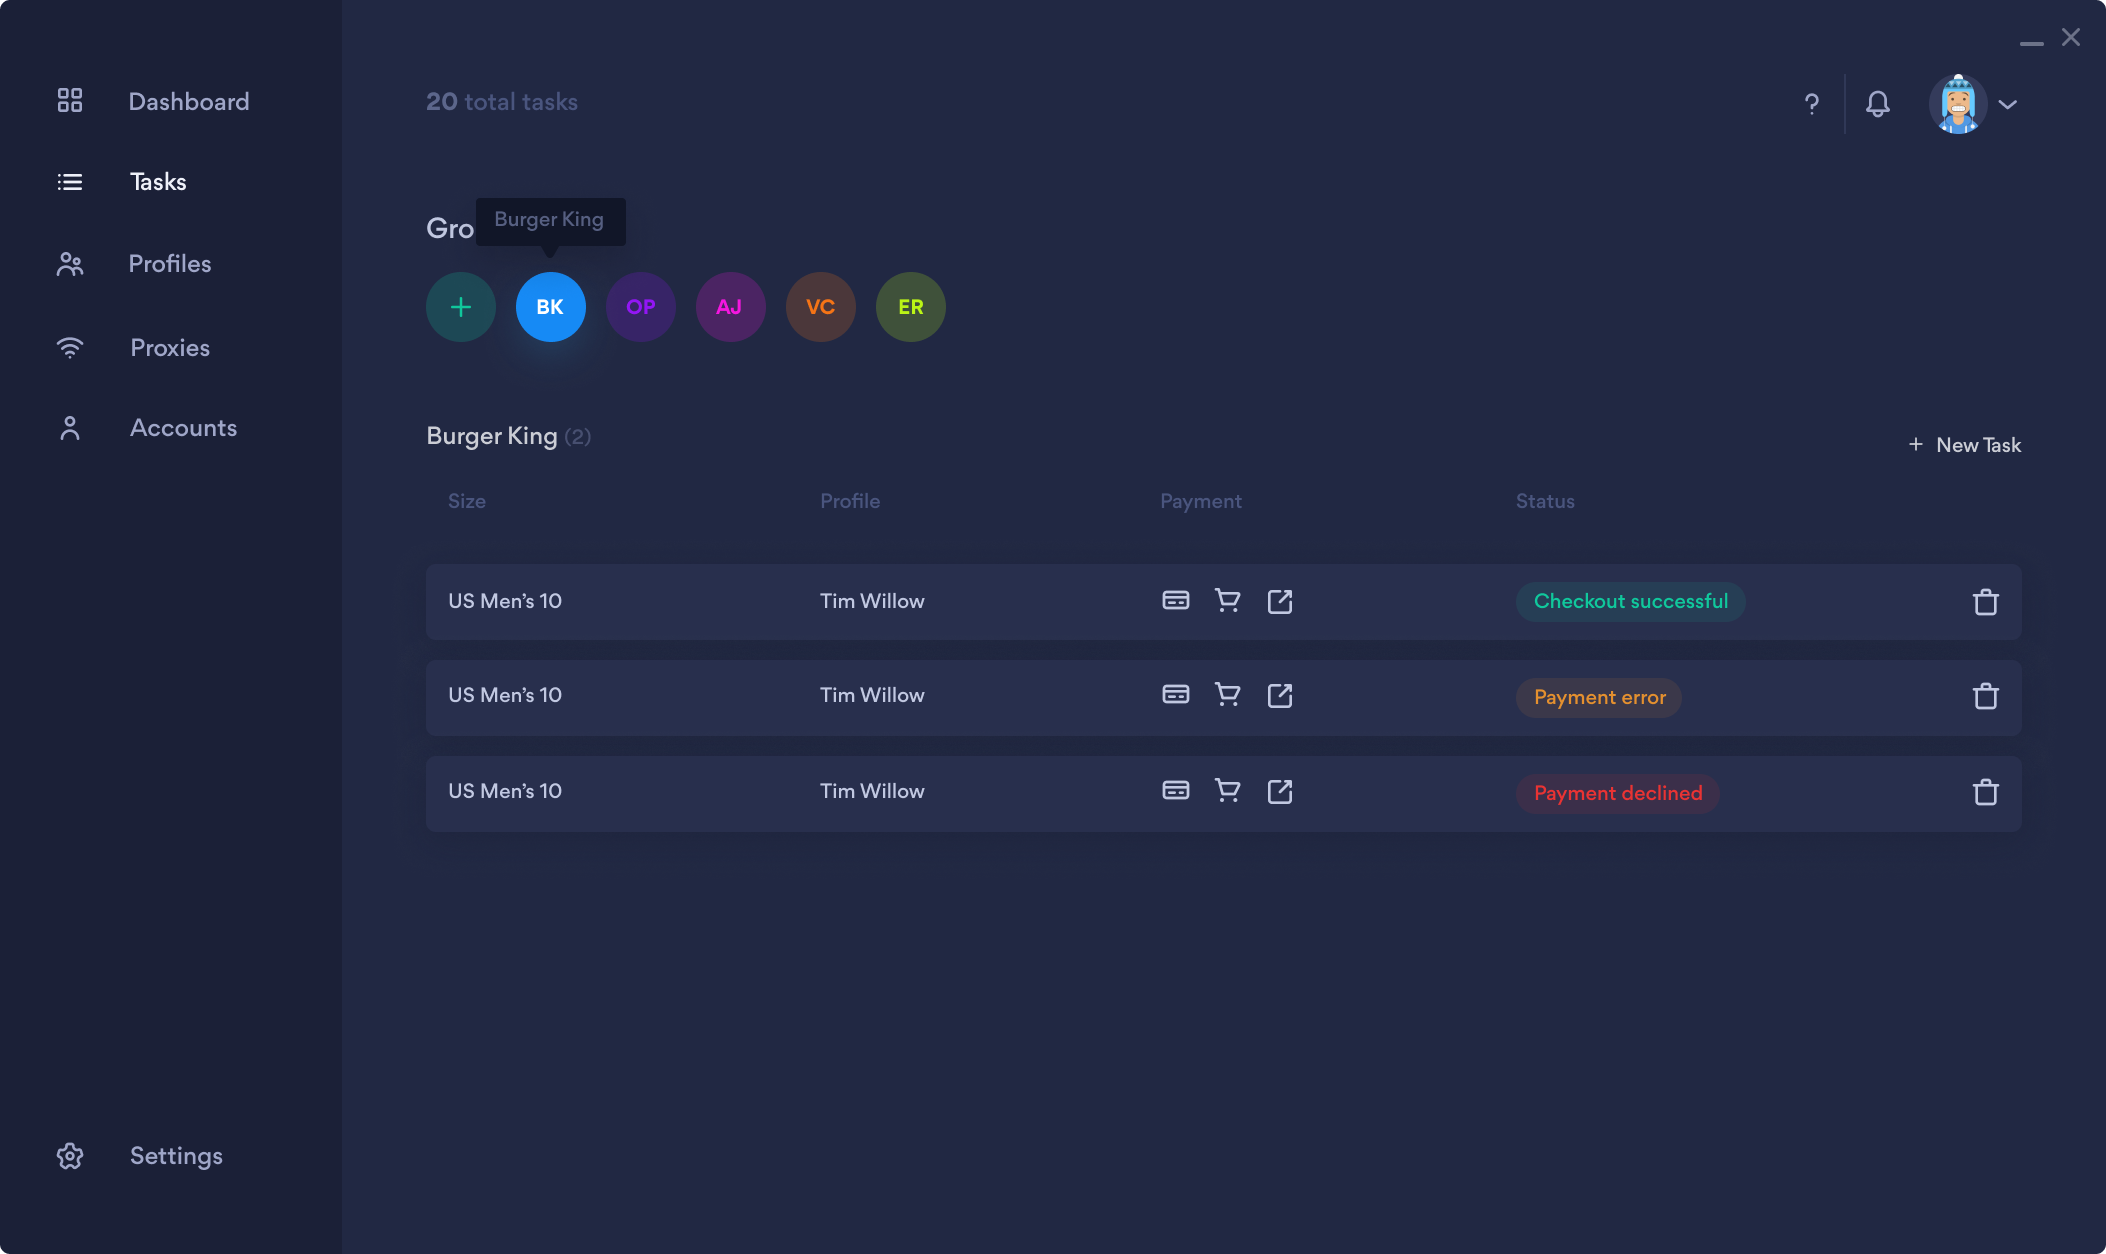 Dashboard
Tasks
Profiles
Proxies
Accounts
Settings
20 total tasks
?
Gro
Burger King
+ BK OP AJ VC ER
Burger King (2)
+ New Task
Size Profile Payment Status
US Men’s 10 Tim Willow Checkout successful
US Men’s 10 Tim Willow Payment error
US Men’s 10 Tim Willow Payment declined